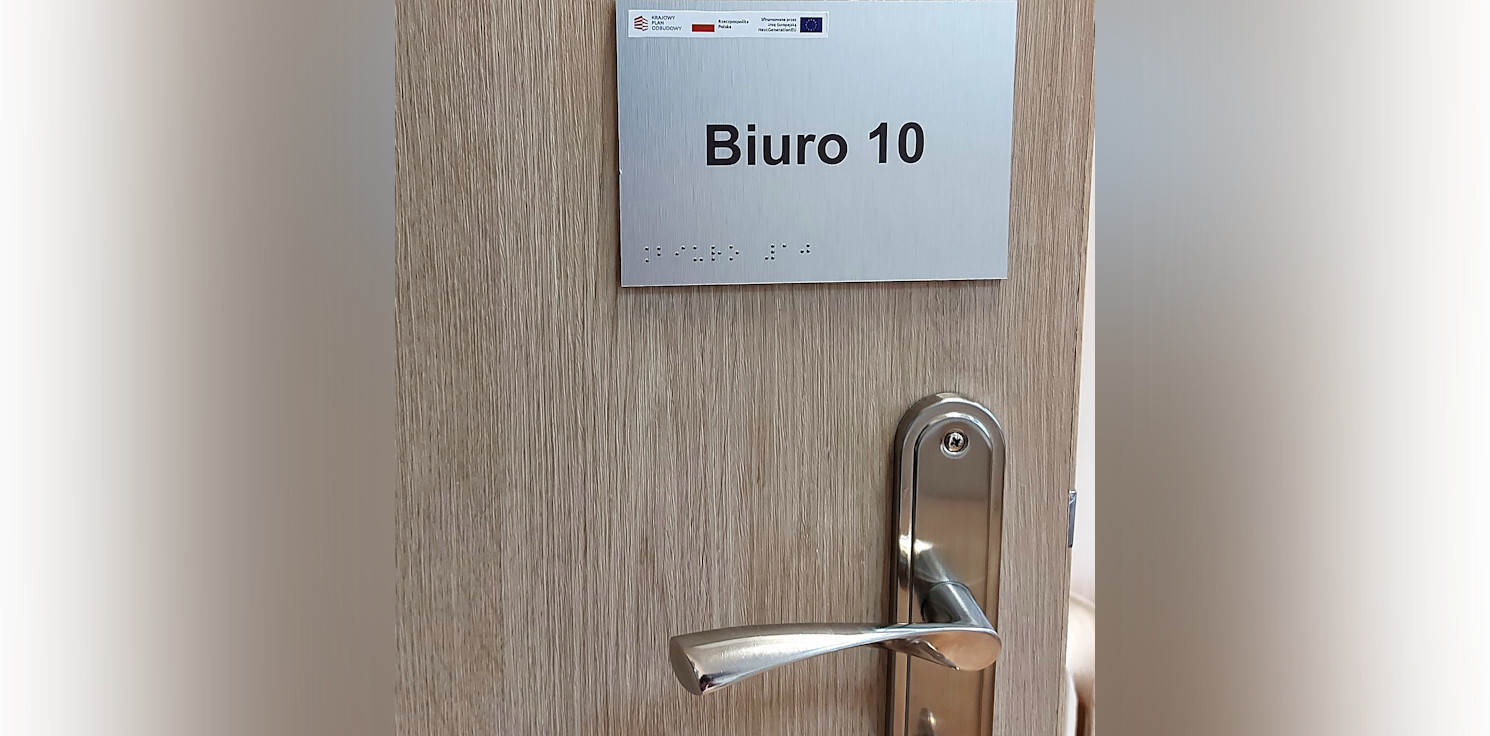 KRAJOWY
PLAN
ODBUDOWY
Rzeczpospolita
Polska
Sfinansowane przez
Unię Europejską
NextGenerationEU
Biuro 10